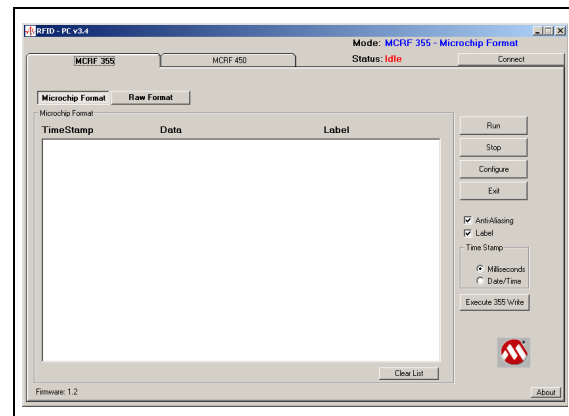 RFID - PC v3.4
Mode: MCRF 355 - Microchip Format
MCRF 355
MCRF 450
Status: Idle
Connect
Microchip Format
Raw Format
Microchip Format
TimeStamp Data Label
Run
Stop
Configure
Exit
Anti-Aliasing
Label
Time Stamp
Milliseconds
Date/Time
Execute 355 Write
Clear List
Firmware: 1.2
About